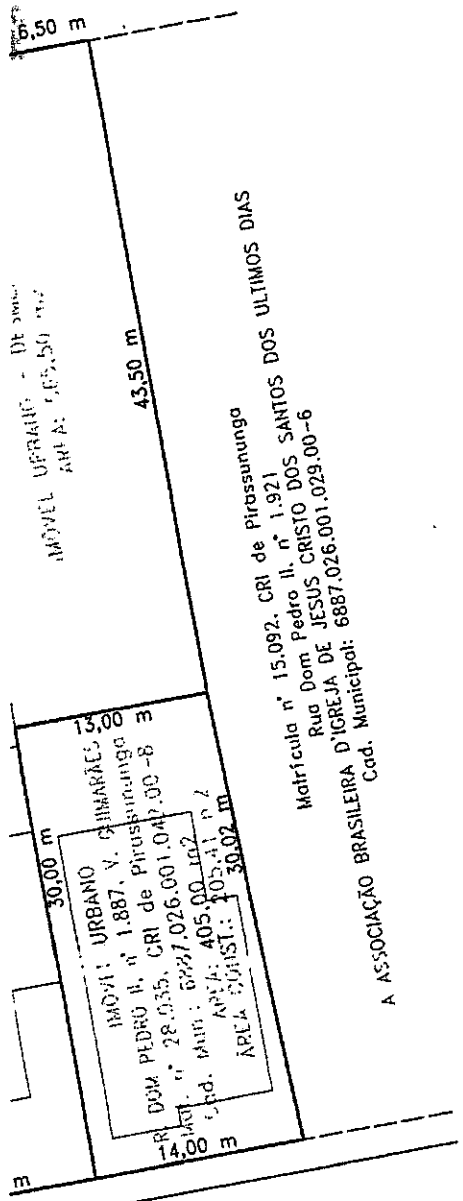 6,50 m
IMÓVEL URBANO -
ÁREA:
43,50 m
13,00 m
30,00 m
IMÓVEL URBANO
R. DOM PEDRO II, nº 1.887, V. GUIMARÃES
Mat. nº 28.035, CRI de Pirassununga
Cad. Mun.: 6887.026.001.042.00-8
ÁREA: 405,00 m2
ÁREA CONST.: 205,41 m2
30,02 m
14,00 m
m
Matrícula nº 15.092, CRI de Pirassununga
Rua Dom Pedro II, nº 1.921
A ASSOCIAÇÃO BRASILEIRA D'IGREJA DE JESUS CRISTO DOS SANTOS DOS ULTIMOS DIAS
Cad. Municipal: 6887.026.001.029.00-6